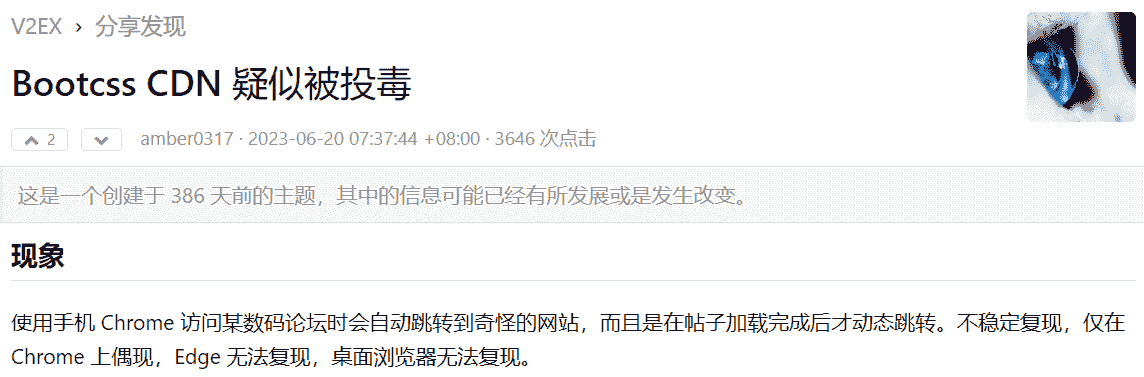 V2EX › 分享发现
Bootcss CDN 疑似被投毒
2 amber0317 · 2023-06-20 07:37:44 +08:00 · 3646 次点击
这是一个创建于 386 天前的主题，其中的信息可能已经有所发展或是发生改变。
现象
使用手机 Chrome 访问某数码论坛时会自动跳转到奇怪的网站，而且是在帖子加载完成后才动态跳转。不稳定复现，仅在
Chrome 上偶现，Edge 无法复现，桌面浏览器无法复现。